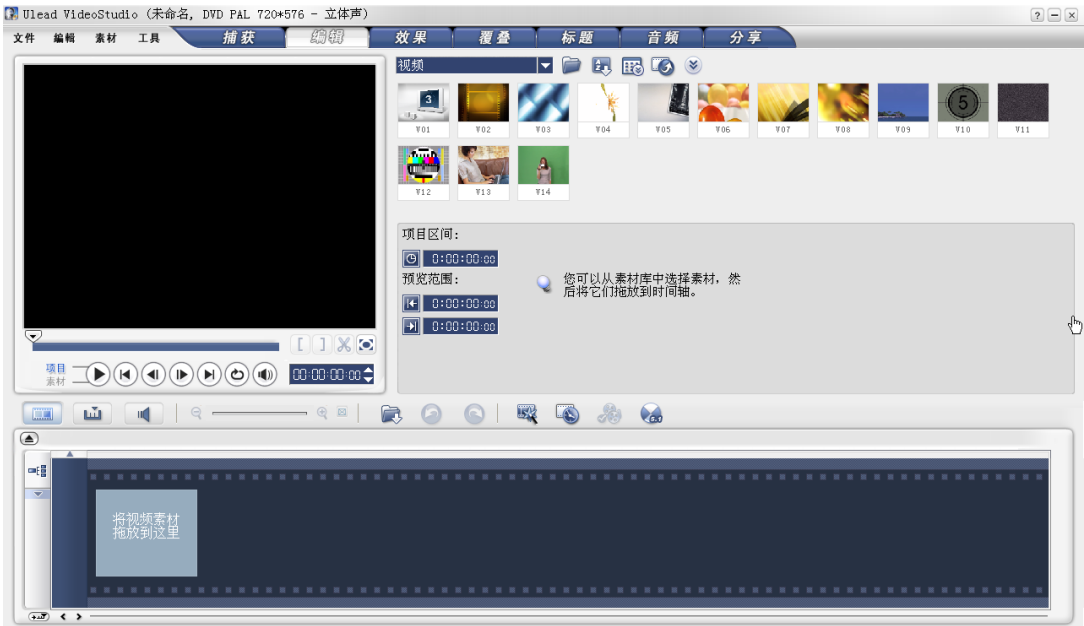 Ulead VideoStudio (未命名, DVD PAL 720*576 - 立体声)
文件 编辑 素材 工具 捕获 编辑 效果 覆叠 标题 音频 分享
视频
3
5
V01 V02 V03 V04 V05 V06 V07 V08 V09 V10 V11
V12 V13 V14
项目区间:
0:00:00:00
预览范围:
0:00:00:00
0:00:00:00
您可以从素材库中选择素材, 然
后将它们拖放到时间轴。
项目
素材
00:00:00:00
将视频素材
拖放到这里